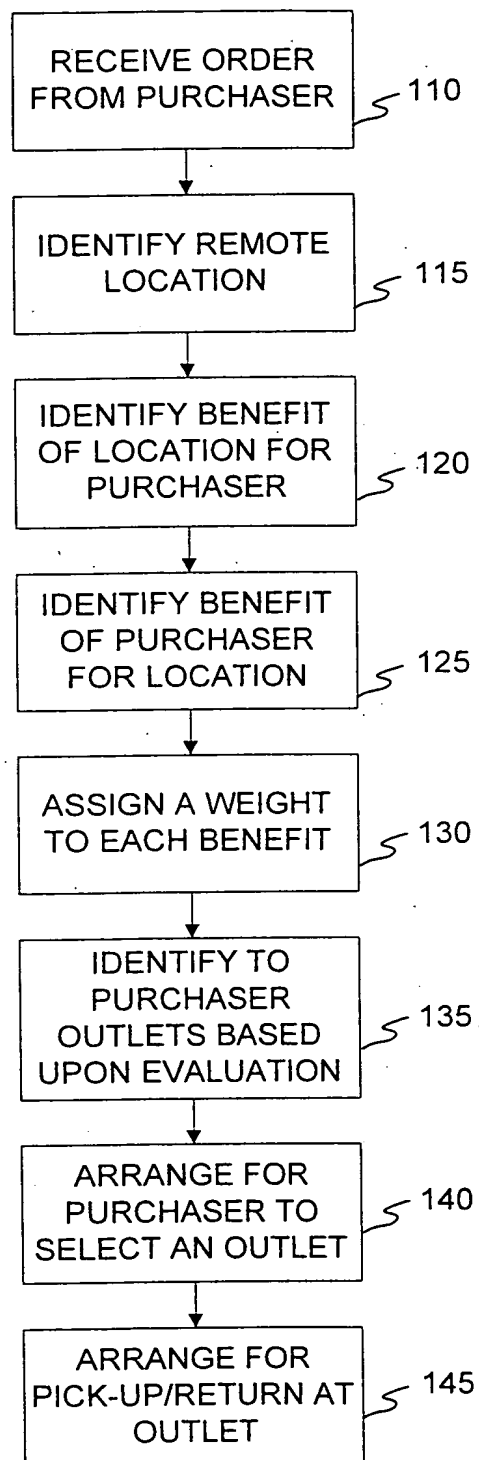 RECEIVE ORDER
FROM PURCHASER
110
IDENTIFY REMOTE
LOCATION
115
IDENTIFY BENEFIT
OF LOCATION FOR
PURCHASER
120
IDENTIFY BENEFIT
OF PURCHASER
FOR LOCATION
125
ASSIGN A WEIGHT
TO EACH BENEFIT
130
IDENTIFY TO
PURCHASER
OUTLETS BASED
UPON EVALUATION
135
ARRANGE FOR
PURCHASER TO
SELECT AN OUTLET
140
ARRANGE FOR
PICK-UP/RETURN AT
OUTLET
145